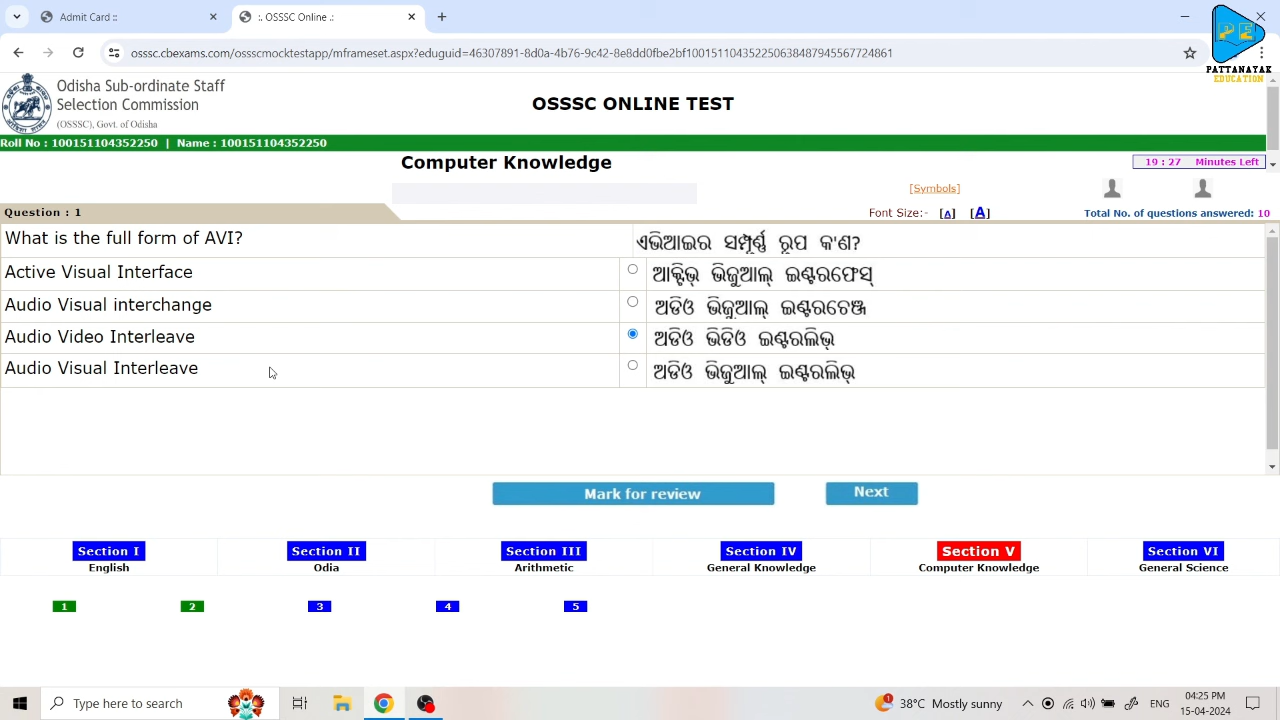 Admit Card ::
:. OSSSC Online .:
osssc.cbexams.com/ossscmocktestapp/mframeset.aspx?eduguid=46307891-8d0a-4b76-9c42-8e8dd0fbe2bf10015110435225063848794556772486​1
PE
PATTANAYAK
EDUCATION
Odisha Sub-ordinate Staff
Selection Commission
(OSSSC), Govt. of Odisha
OSSSC ONLINE TEST
Roll No : 100151104352250 | Name : 100151104352250
Computer Knowledge
19 : 27 Minutes Left
[Symbols]
Question : 1
Font Size:- [A] [A]
Total No. of questions answered: 10
What is the full form of AVI?
ଏଭିଆଇର ସମ୍ପୂର୍ଣ୍ଣ ରୂପ କ'ଣ?
Active Visual Interface
ଆକ୍ଟିଭ୍ ଭିଜୁଆଲ୍ ଇଣ୍ଟରଫେସ୍
Audio Visual interchange
ଅଡିଓ ଭିଜୁଆଲ୍ ଇଣ୍ଟରଚେଞ୍ଜ
Audio Video Interleave
ଅଡିଓ ଭିଡିଓ ଇଣ୍ଟରଲିଭ୍
Audio Visual Interleave
ଅଡିଓ ଭିଜୁଆଲ୍ ଇଣ୍ଟରଲିଭ୍
Mark for review
Next
Section I
Section II
Section III
Section IV
Section V
Section VI
English
Odia
Arithmetic
General Knowledge
Computer Knowledge
General Science
1 2 3 4 5
Type here to search
1
38°C Mostly sunny
ENG
04:25 PM
15-04-2024